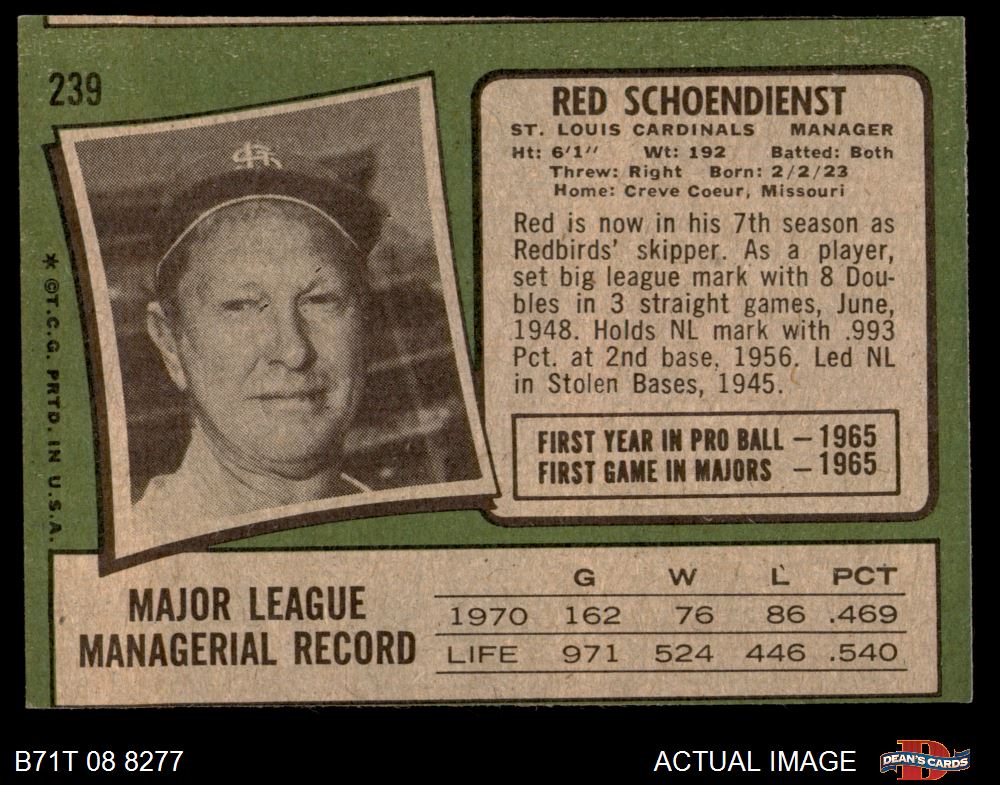 239
RED SCHOENDIENST
ST. LOUIS CARDINALS MANAGER
Ht: 6'1" Wt: 192 Batted: Both
Threw: Right Born: 2/2/23
Home: Creve Coeur, Missouri
Red is now in his 7th season as
Redbirds' skipper. As a player,
set big league mark with 8 Dou-
bles in 3 straight games, June,
1948. Holds NL mark with .993
Pct. at 2nd base, 1956. Led NL
in Stolen Bases, 1945.
FIRST YEAR IN PRO BALL – 1965
FIRST GAME IN MAJORS – 1965
* ©T.C.G. PRTD. IN U.S.A.
MAJOR LEAGUE
MANAGERIAL RECORD
G W L PCT
1970 162 76 86 .469
LIFE 971 524 446 .540
B71T 08 8277
ACTUAL IMAGE
D
DEAN'S CARDS